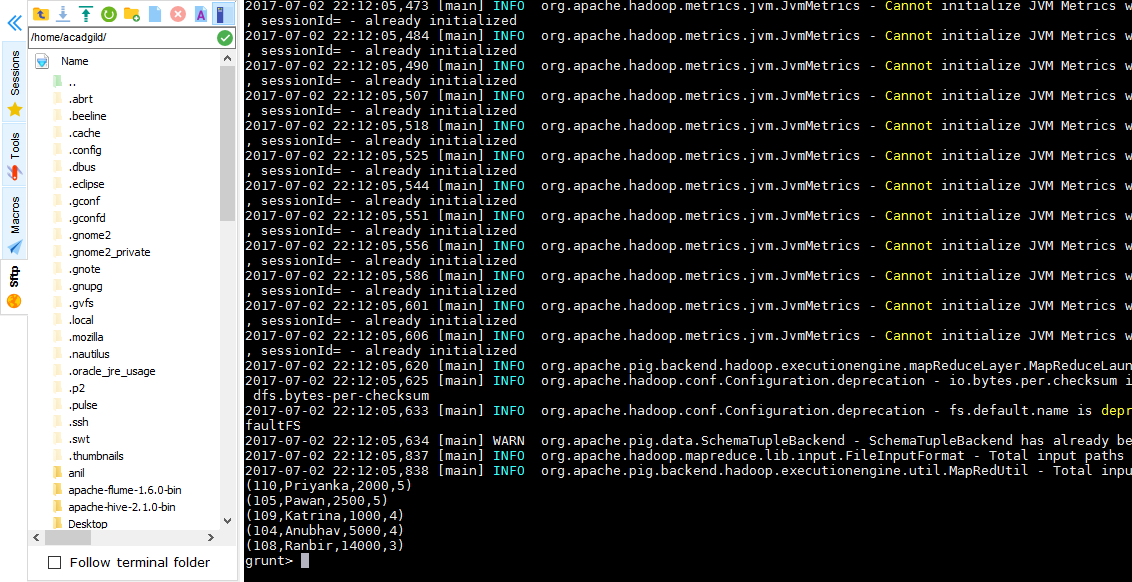 /home/acadgild/
Name
..
.abrt
.beeline
.cache
.config
.dbus
.eclipse
.gconf
.gconfd
.gnome2
.gnome2_private
.gnote
.gnupg
.gvfs
.local
.mozilla
.nautilus
.oracle_jre_usage
.p2
.pulse
.ssh
.swt
.thumbnails
anil
apache-flume-1.6.0-bin
apache-hive-2.1.0-bin
Desktop
Follow terminal folder
Sessions
Tools
Macros
Sftp
2017-07-02 22:12:05,473 [main] INFO  org.apache.hadoop.metrics.jvm.JvmMetrics - Cannot initialize JVM Metrics w
, sessionId= - already initialized
2017-07-02 22:12:05,484 [main] INFO  org.apache.hadoop.metrics.jvm.JvmMetrics - Cannot initialize JVM Metrics w
, sessionId= - already initialized
2017-07-02 22:12:05,490 [main] INFO  org.apache.hadoop.metrics.jvm.JvmMetrics - Cannot initialize JVM Metrics w
, sessionId= - already initialized
2017-07-02 22:12:05,507 [main] INFO  org.apache.hadoop.metrics.jvm.JvmMetrics - Cannot initialize JVM Metrics w
, sessionId= - already initialized
2017-07-02 22:12:05,518 [main] INFO  org.apache.hadoop.metrics.jvm.JvmMetrics - Cannot initialize JVM Metrics w
, sessionId= - already initialized
2017-07-02 22:12:05,525 [main] INFO  org.apache.hadoop.metrics.jvm.JvmMetrics - Cannot initialize JVM Metrics w
, sessionId= - already initialized
2017-07-02 22:12:05,544 [main] INFO  org.apache.hadoop.metrics.jvm.JvmMetrics - Cannot initialize JVM Metrics w
, sessionId= - already initialized
2017-07-02 22:12:05,551 [main] INFO  org.apache.hadoop.metrics.jvm.JvmMetrics - Cannot initialize JVM Metrics w
, sessionId= - already initialized
2017-07-02 22:12:05,556 [main] INFO  org.apache.hadoop.metrics.jvm.JvmMetrics - Cannot initialize JVM Metrics w
, sessionId= - already initialized
2017-07-02 22:12:05,586 [main] INFO  org.apache.hadoop.metrics.jvm.JvmMetrics - Cannot initialize JVM Metrics w
, sessionId= - already initialized
2017-07-02 22:12:05,601 [main] INFO  org.apache.hadoop.metrics.jvm.JvmMetrics - Cannot initialize JVM Metrics w
, sessionId= - already initialized
2017-07-02 22:12:05,606 [main] INFO  org.apache.hadoop.metrics.jvm.JvmMetrics - Cannot initialize JVM Metrics w
, sessionId= - already initialized
2017-07-02 22:12:05,620 [main] INFO  org.apache.pig.backend.hadoop.executionengine.mapReduceLayer.MapReduceLaun
2017-07-02 22:12:05,625 [main] INFO  org.apache.hadoop.conf.Configuration.deprecation - io.bytes.per.checksum i
 dfs.bytes-per-checksum
2017-07-02 22:12:05,633 [main] INFO  org.apache.hadoop.conf.Configuration.deprecation - fs.default.name is depr
faultFS
2017-07-02 22:12:05,634 [main] WARN  org.apache.pig.data.SchemaTupleBackend - SchemaTupleBackend has already be
2017-07-02 22:12:05,837 [main] INFO  org.apache.hadoop.mapreduce.lib.input.FileInputFormat - Total input paths
2017-07-02 22:12:05,838 [main] INFO  org.apache.pig.backend.hadoop.executionengine.util.MapRedUtil - Total inpu
(110,Priyanka,2000,5)
(105,Pawan,2500,5)
(109,Katrina,1000,4)
(104,Anubhav,5000,4)
(108,Ranbir,14000,3)
grunt>